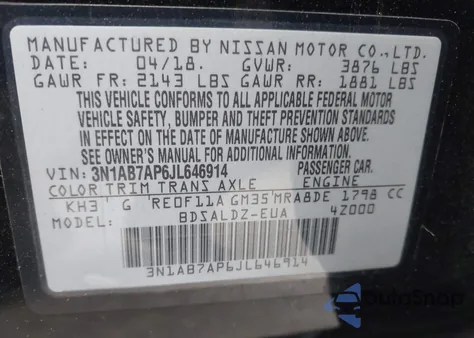 MANUFACTURED BY NISSAN MOTOR CO.,LTD.
DATE: 04/18. GVWR: 3876 LBS
GAWR FR: 2143 LBS GAWR RR: 1881 LBS
THIS VEHICLE CONFORMS TO ALL APPLICABLE FEDERAL MOTOR
VEHICLE SAFETY, BUMPER AND THEFT PREVENTION STANDARDS
IN EFFECT ON THE DATE OF MANUFACTURE SHOWN ABOVE.
SEE OWNER'S MANUAL FOR ADDITIONAL INFORMATION.
VIN: 3N1AB7AP6JL646914 PASSENGER CAR.
COLOR TRIM TRANS AXLE ENGINE
KH3 G RE0F11A GM35 MRA8DE 1798 CC
MODEL: BDSALDZ-EUA 4Z000
3N1AB7AP6JL646914
AutoSnap